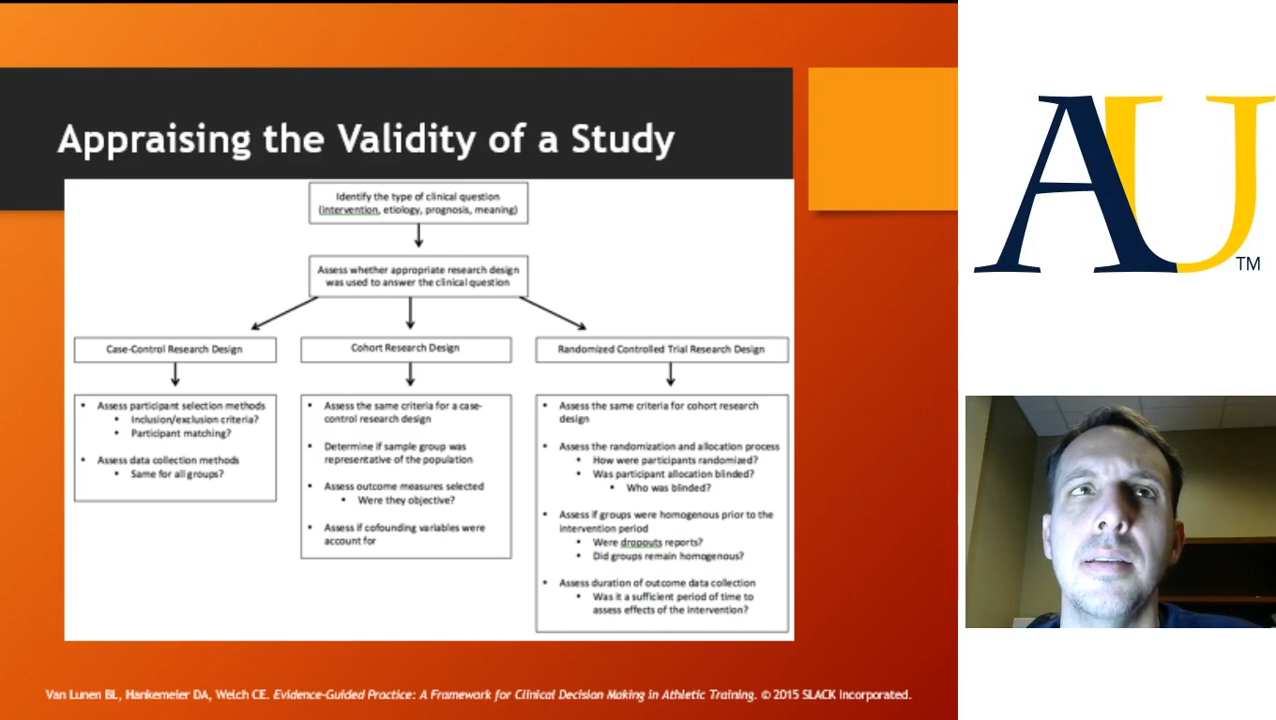 Appraising the Validity of a Study
Identify the type of clinical question
(intervention, etiology, prognosis, meaning)
Assess whether appropriate research design
was used to answer the clinical question
Case-Control Research Design
Cohort Research Design
Randomized Controlled Trial Research Design
• Assess participant selection methods
• Inclusion/exclusion criteria?
• Participant matching?
• Assess data collection methods
• Same for all groups?
• Assess the same criteria for a case-
control research design
• Determine if sample group was
representative of the population
• Assess outcome measures selected
• Were they objective?
• Assess if cofounding variables were
account for
• Assess the same criteria for cohort research
design
• Assess the randomization and allocation process
• How were participants randomized?
• Was participant allocation blinded?
• Who was blinded?
• Assess if groups were homogenous prior to the
intervention period
• Were dropouts reports?
• Did groups remain homogenous?
• Assess duration of outcome data collection
• Was it a sufficient period of time to
assess effects of the intervention?
Van Lunen BL, Hankemeier DA, Welch CE. Evidence-Guided Practice: A Framework for Clinical Decision Making in Athletic Training. © 2015 SLACK Incorporated.
AU
TM